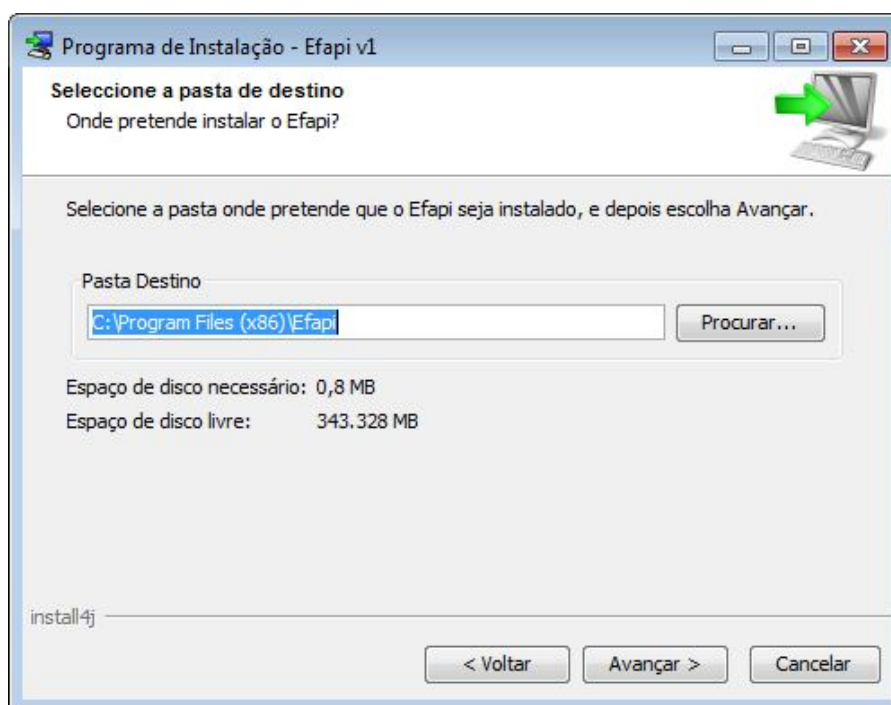 Programa de Instalação - Efapi v1
Seleccione a pasta de destino
Onde pretende instalar o Efapi?
Selecione a pasta onde pretende que o Efapi seja instalado, e depois escolha Avançar.
Pasta Destino
C:\Program Files (x86)\Efapi
Procurar...
Espaço de disco necessário: 0,8 MB
Espaço de disco livre: 343.328 MB
install4j
< Voltar
Avançar >
Cancelar